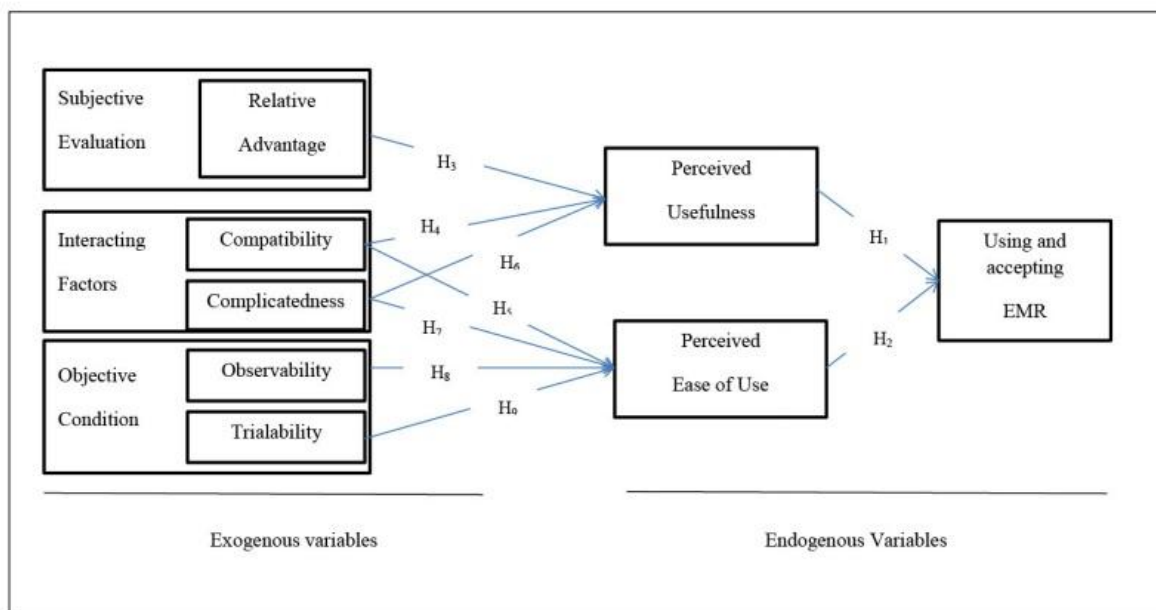 Subjective
Evaluation
Relative
Advantage
H₃
Interacting
Factors
Compatibility
Complicatedness
H₄
H₆
H₅
H₇
Objective
Condition
Observability
Trialability
H₈
H₉
Perceived
Usefulness
Perceived
Ease of Use
H₁
H₂
Using and
accepting
EMR
Exogenous variables
Endogenous Variables